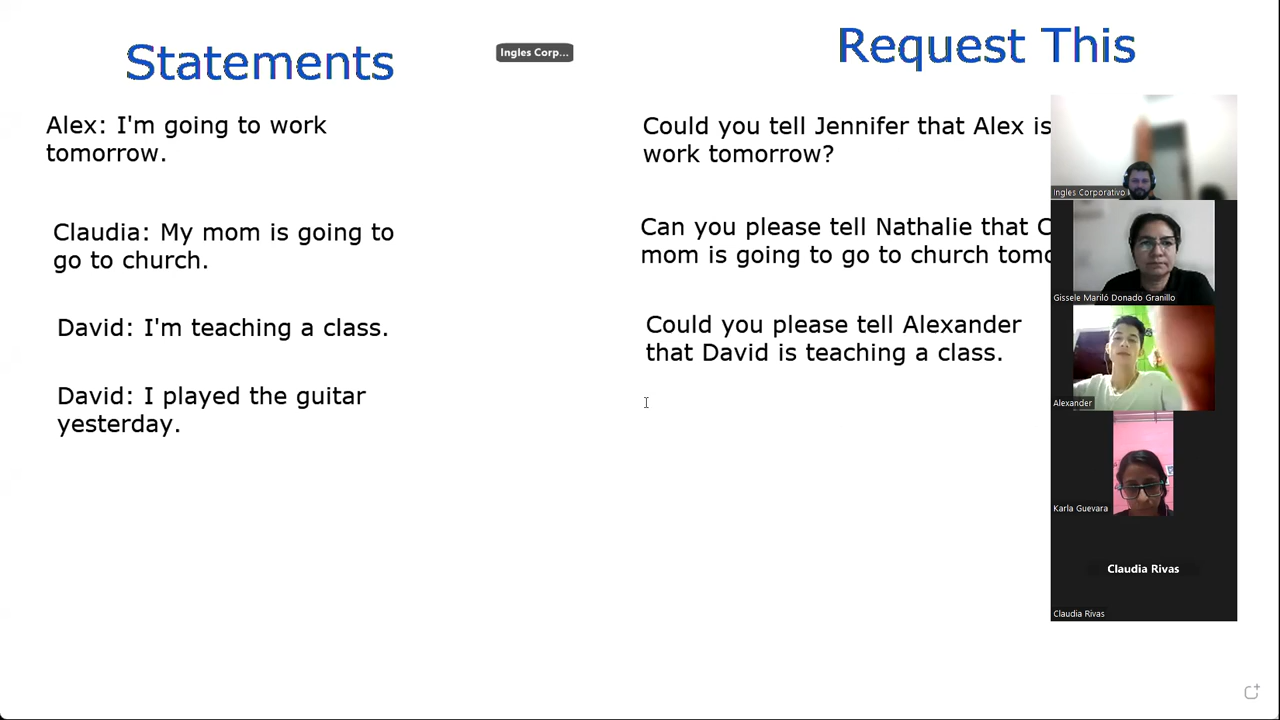 Statements
Ingles Corp...
Request This
Alex: I'm going to work
tomorrow.
Could you tell Jennifer that Alex is
work tomorrow?
Claudia: My mom is going to
go to church.
Can you please tell Nathalie that C
mom is going to go to church tomo
David: I'm teaching a class.
Could you please tell Alexander
that David is teaching a class.
David: I played the guitar
yesterday.
Ingles Corporativo
Gissele Mariló Donado Granillo
Alexander
Karla Guevara
Claudia Rivas
Claudia Rivas